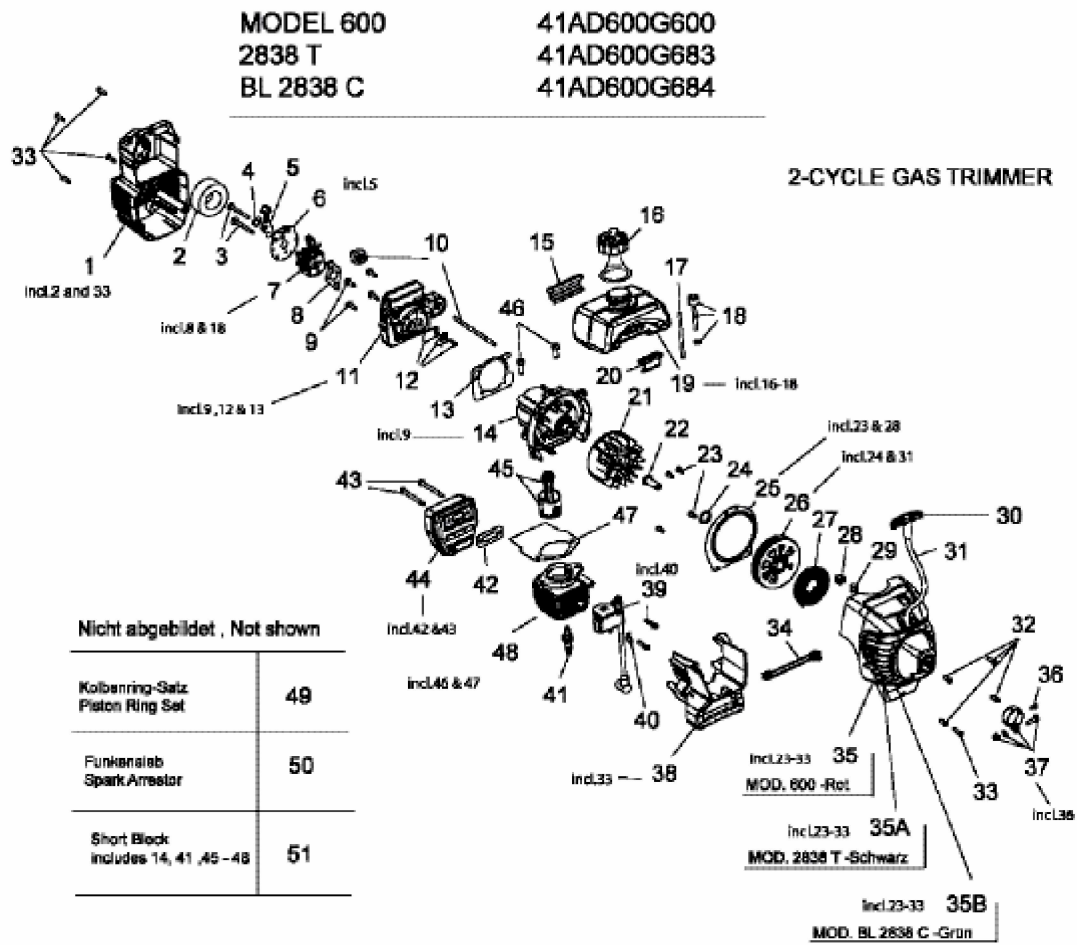 MODEL 600 41AD600G600
2838 T 41AD600G683
BL 2838 C 41AD600G684
2-CYCLE GAS TRIMMER
33
4
5
6
incl.5
1
incl.2 and 33
2
3
7
incl.8 & 18
8
9
10
11
incl.9 ,12 & 13
12
13
14
incl.9
15
16
17
18
46
19
incl.16-18
20
21
22
23
24
25
incl.23 & 28
26
incl.24 & 31
27
28
29
30
31
32
43
44
incl.42 &43
42
45
47
48
incl.46 & 47
41
incl.40
39
40
34
38
incl.33
36
37
incl.36
33
incl.23-33 35
MOD. 600 -Rot
incl.23-33 35A
MOD. 2838 T -Schwarz
incl.23-33 35B
MOD. BL 2838 C -Grün
Nicht abgebildet , Not shown
Kolbenring-Satz
Piston Ring Set
49
Funkensieb
Spark Arrestor
50
Short Block
includes 14, 41 ,45 - 48
51